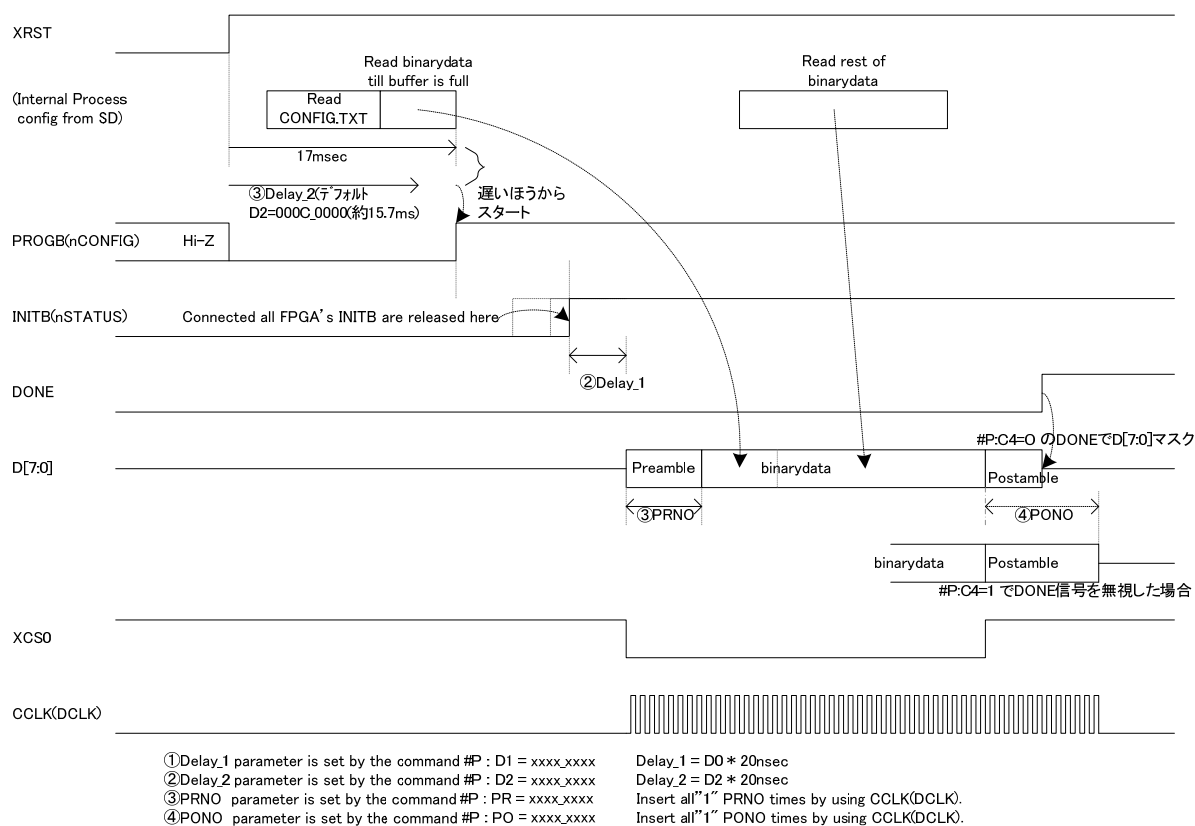 XRST
Read binarydata
till buffer is full
Read rest of
binarydata
(Internal Process
config from SD)
Read
CONFIG.TXT
17msec
③Delay_2(デフォルト
D2=000C_0000(約15.7ms)
遅いほうから
スタート
PROGB(nCONFIG)
Hi-Z
INITB(nSTATUS)
Connected all FPGA's INITB are released here
②Delay_1
DONE
#P:C4=0 のDONEでD[7:0]マスク
D[7:0]
Preamble
binarydata
Postamble
③PRNO
④PONO
binarydata
Postamble
#P:C4=1 でDONE信号を無視した場合
XCS0
CCLK(DCLK)
①Delay_1 parameter is set by the command #P : D1 = xxxx_xxxx Delay_1 = D0 * 20nsec
②Delay_2 parameter is set by the command #P : D2 = xxxx_xxxx Delay_2 = D2 * 20nsec
③PRNO parameter is set by the command #P : PR = xxxx_xxxx Insert all"1" PRNO times by using CCLK(DCLK).
④PONO parameter is set by the command #P : PO = xxxx_xxxx Insert all"1" PONO times by using CCLK(DCLK).